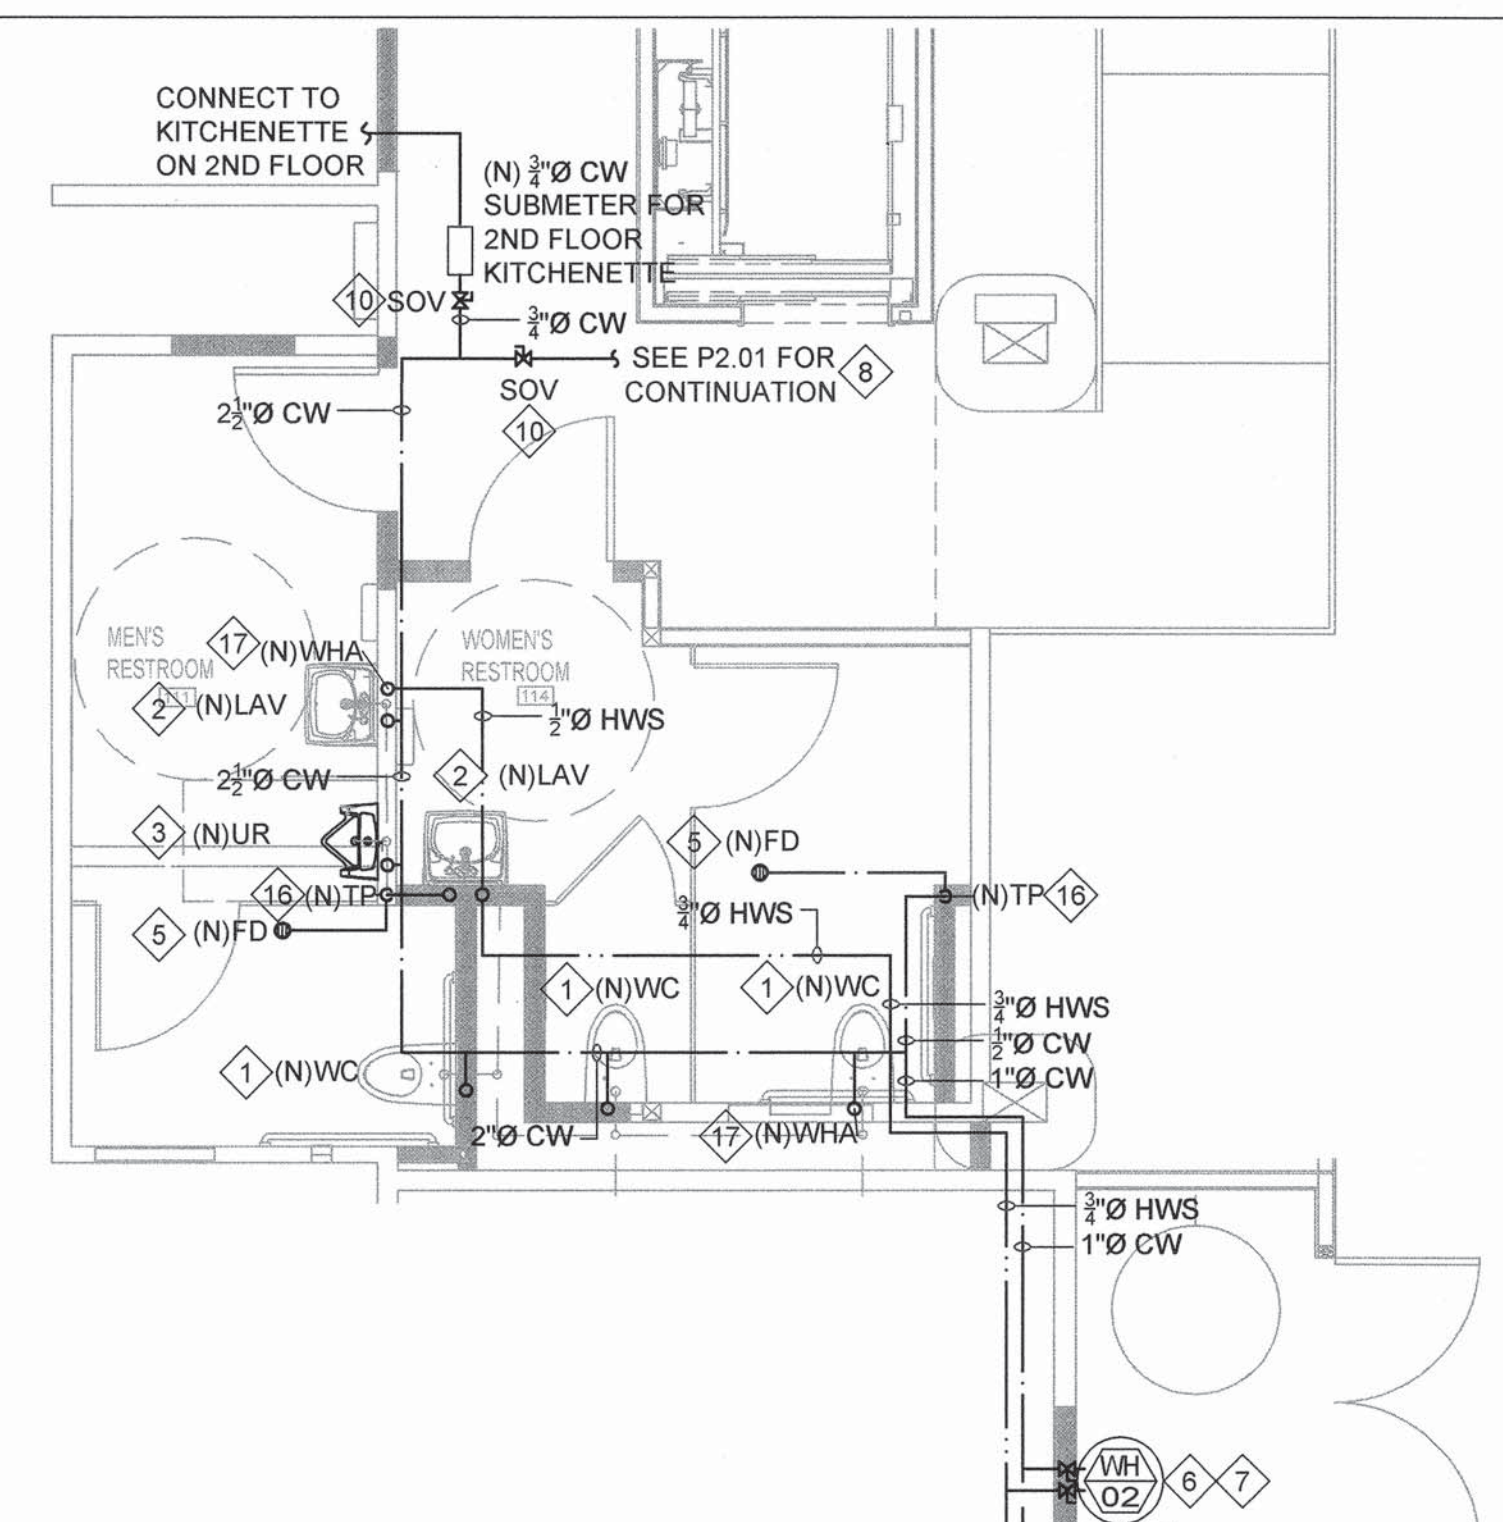 CONNECT TO
KITCHENETTE
ON 2ND FLOOR
(N) 3/4"Ø CW
SUBMETER FOR
2ND FLOOR
KITCHENETTE
10 SOV
3/4"Ø CW
SEE P2.01 FOR
CONTINUATION
8
SOV
10
2 1/2"Ø CW
MEN'S
RESTROOM
111
17 (N)WHA
WOMEN'S
RESTROOM
114
2 (N)LAV
1/2"Ø HWS
2 1/2"Ø CW
2 (N)LAV
3 (N)UR
5 (N)FD
16 (N)TP
(N)TP 16
3/4"Ø HWS
5 (N)FD
1 (N)WC
1 (N)WC
3/4"Ø HWS
1/2"Ø CW
1 (N)WC
1"Ø CW
2"Ø CW
17 (N)WHA
3/4"Ø HWS
1"Ø CW
WH
02
6 7